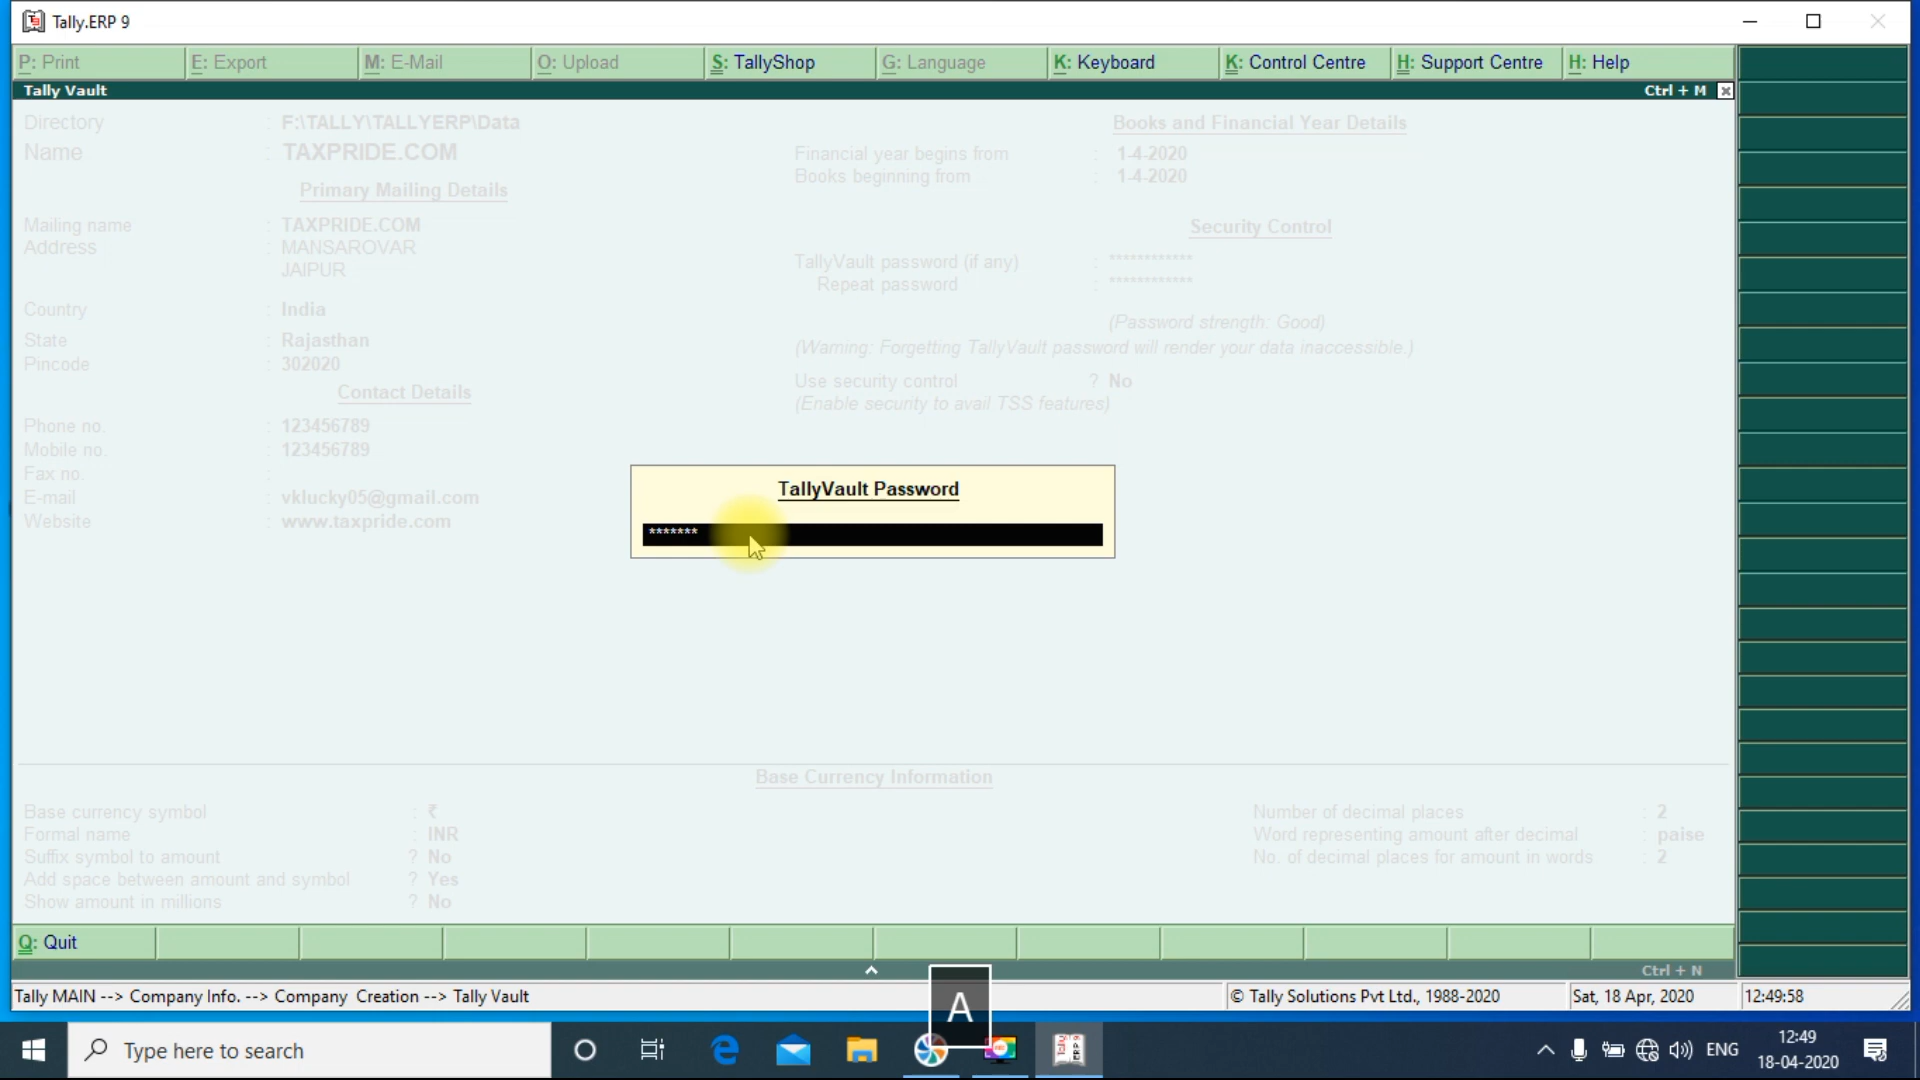 Tally.ERP 9
P: Print E: Export M: E-Mail O: Upload S: TallyShop G: Language K: Keyboard K: Control Centre H: Support Centre H: Help
Tally Vault Ctrl + M
Directory : F:\TALLY\TALLYERP\Data
Name : TAXPRIDE.COM
Primary Mailing Details
Mailing name : TAXPRIDE.COM
Address : MANSAROVAR
JAIPUR
Country : India
State : Rajasthan
Pincode : 302020
Contact Details
Phone no. : 123456789
Mobile no. : 123456789
Fax no. :
E-mail : vklucky05@gmail.com
Website : www.taxpride.com
Books and Financial Year Details
Financial year begins from : 1-4-2020
Books beginning from : 1-4-2020
Security Control
TallyVault password (if any) : ************
Repeat password : ************
(Password strength: Good)
(Warning: Forgetting TallyVault password will render your data inaccessible.)
Use security control ? No
(Enable security to avail TSS features)
TallyVault Password
*******
Base Currency Information
Base currency symbol : ₹
Formal name : INR
Suffix symbol to amount ? No
Add space between amount and symbol ? Yes
Show amount in millions ? No
Number of decimal places : 2
Word representing amount after decimal : paise
No. of decimal places for amount in words : 2
Q: Quit
Ctrl + N
Tally MAIN --> Company Info. --> Company Creation --> Tally Vault
© Tally Solutions Pvt Ltd., 1988-2020 Sat, 18 Apr, 2020 12:49:58
A
Type here to search
ENG
12:49
18-04-2020